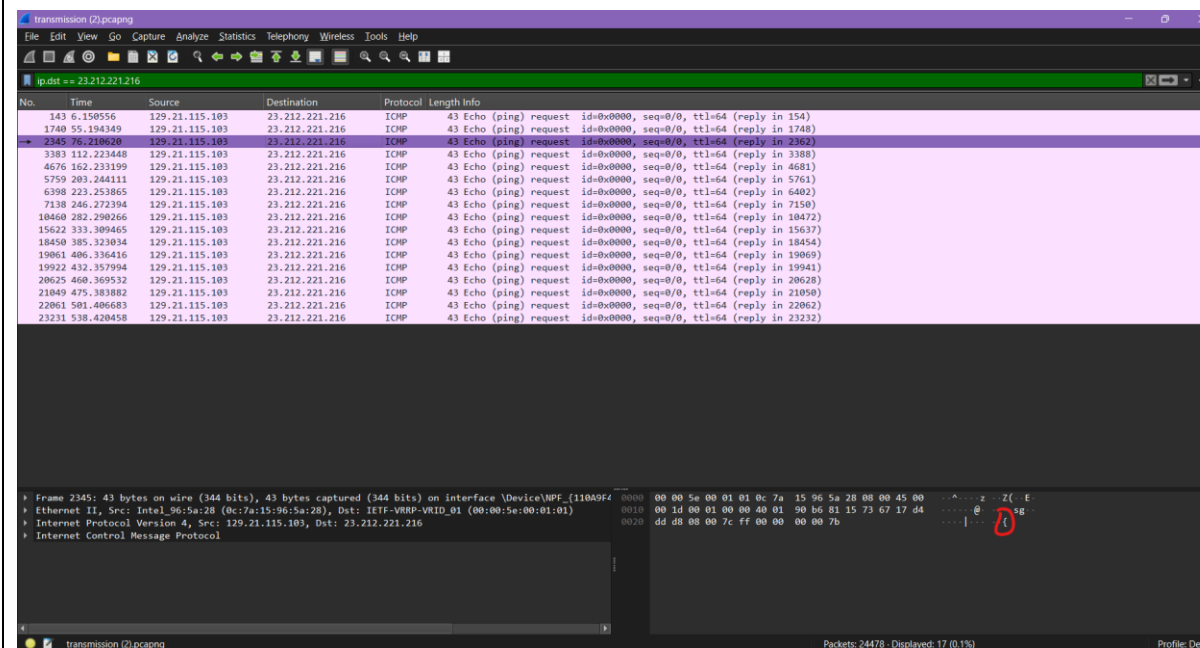 transmission (2).pcapng
File Edit View Go Capture Analyze Statistics Telephony Wireless Tools Help
ip.dst == 23.212.221.216
No. Time Source Destination Protocol Length Info
143 6.150556 129.21.115.103 23.212.221.216 ICMP 43 Echo (ping) request id=0x0000, seq=0/0, ttl=64 (reply in 154)
1740 55.194349 129.21.115.103 23.212.221.216 ICMP 43 Echo (ping) request id=0x0000, seq=0/0, ttl=64 (reply in 1748)
2345 76.210620 129.21.115.103 23.212.221.216 ICMP 43 Echo (ping) request id=0x0000, seq=0/0, ttl=64 (reply in 2362)
3383 112.223448 129.21.115.103 23.212.221.216 ICMP 43 Echo (ping) request id=0x0000, seq=0/0, ttl=64 (reply in 3388)
4676 162.233199 129.21.115.103 23.212.221.216 ICMP 43 Echo (ping) request id=0x0000, seq=0/0, ttl=64 (reply in 4681)
5759 203.244111 129.21.115.103 23.212.221.216 ICMP 43 Echo (ping) request id=0x0000, seq=0/0, ttl=64 (reply in 5761)
6398 223.253865 129.21.115.103 23.212.221.216 ICMP 43 Echo (ping) request id=0x0000, seq=0/0, ttl=64 (reply in 6402)
7138 246.272394 129.21.115.103 23.212.221.216 ICMP 43 Echo (ping) request id=0x0000, seq=0/0, ttl=64 (reply in 7150)
10460 282.290266 129.21.115.103 23.212.221.216 ICMP 43 Echo (ping) request id=0x0000, seq=0/0, ttl=64 (reply in 10472)
15622 333.309465 129.21.115.103 23.212.221.216 ICMP 43 Echo (ping) request id=0x0000, seq=0/0, ttl=64 (reply in 15637)
18450 385.323034 129.21.115.103 23.212.221.216 ICMP 43 Echo (ping) request id=0x0000, seq=0/0, ttl=64 (reply in 18454)
19061 406.336416 129.21.115.103 23.212.221.216 ICMP 43 Echo (ping) request id=0x0000, seq=0/0, ttl=64 (reply in 19069)
19922 432.357994 129.21.115.103 23.212.221.216 ICMP 43 Echo (ping) request id=0x0000, seq=0/0, ttl=64 (reply in 19941)
20625 460.369532 129.21.115.103 23.212.221.216 ICMP 43 Echo (ping) request id=0x0000, seq=0/0, ttl=64 (reply in 20628)
21049 475.383882 129.21.115.103 23.212.221.216 ICMP 43 Echo (ping) request id=0x0000, seq=0/0, ttl=64 (reply in 21050)
22061 501.406683 129.21.115.103 23.212.221.216 ICMP 43 Echo (ping) request id=0x0000, seq=0/0, ttl=64 (reply in 22062)
23231 538.420458 129.21.115.103 23.212.221.216 ICMP 43 Echo (ping) request id=0x0000, seq=0/0, ttl=64 (reply in 23232)
Frame 2345: 43 bytes on wire (344 bits), 43 bytes captured (344 bits) on interface \Device\NPF_{110A9F4
Ethernet II, Src: Intel_96:5a:28 (0c:7a:15:96:5a:28), Dst: IETF-VRRP-VRID_01 (00:00:5e:00:01:01)
Internet Protocol Version 4, Src: 129.21.115.103, Dst: 23.212.221.216
Internet Control Message Protocol
0000 00 00 5e 00 01 01 0c 7a 15 96 5a 28 08 00 45 00 ··^····z ··Z(··E·
0010 00 1d 00 01 00 00 40 01 90 b6 81 15 73 67 17 d4 ······@· ····sg··
0020 dd d8 08 00 7c ff 00 00 00 00 7b ····|··· ··{
transmission (2).pcapng
Packets: 24478 · Displayed: 17 (0.1%)
Profile: De